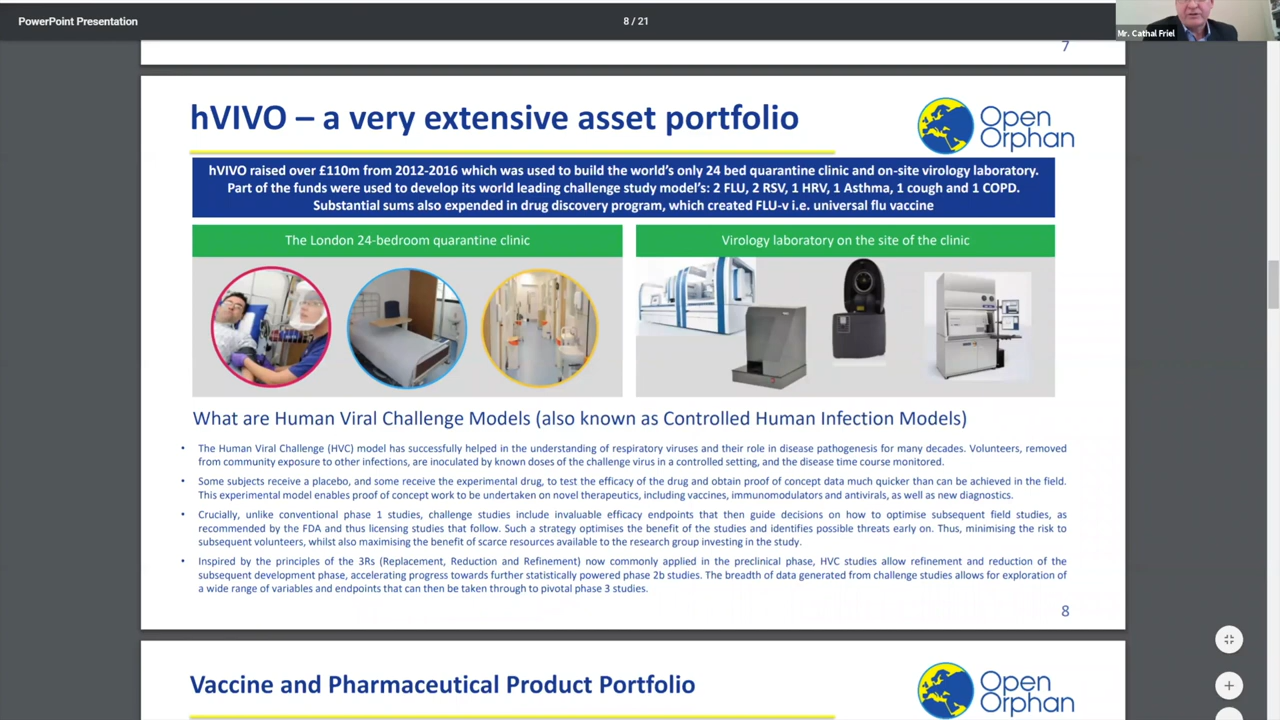 PowerPoint Presentation
8 / 21
Mr. Cathal Friel
7
hVIVO – a very extensive asset portfolio
Open
Orphan
hVIVO raised over £110m from 2012-2016 which was used to build the world's only 24 bed quarantine clinic and on-site virology laboratory.
Part of the funds were used to develop its world leading challenge study model's: 2 FLU, 2 RSV, 1 HRV, 1 Asthma, 1 cough and 1 COPD.
Substantial sums also expended in drug discovery program, which created FLU-v i.e. universal flu vaccine
The London 24-bedroom quarantine clinic
Virology laboratory on the site of the clinic
What are Human Viral Challenge Models (also known as Controlled Human Infection Models)
• The Human Viral Challenge (HVC) model has successfully helped in the understanding of respiratory viruses and their role in disease pathogenesis for many decades. Volunteers, removed
from community exposure to other infections, are inoculated by known doses of the challenge virus in a controlled setting, and the disease time course monitored.
• Some subjects receive a placebo, and some receive the experimental drug, to test the efficacy of the drug and obtain proof of concept data much quicker than can be achieved in the field.
This experimental model enables proof of concept work to be undertaken on novel therapeutics, including vaccines, immunomodulators and antivirals, as well as new diagnostics.
• Crucially, unlike conventional phase 1 studies, challenge studies include invaluable efficacy endpoints that then guide decisions on how to optimise subsequent field studies, as
recommended by the FDA and thus licensing studies that follow. Such a strategy optimises the benefit of the studies and identifies possible threats early on. Thus, minimising the risk to
subsequent volunteers, whilst also maximising the benefit of scarce resources available to the research group investing in the study.
• Inspired by the principles of the 3Rs (Replacement, Reduction and Refinement) now commonly applied in the preclinical phase, HVC studies allow refinement and reduction of the
subsequent development phase, accelerating progress towards further statistically powered phase 2b studies. The breadth of data generated from challenge studies allows for exploration of
a wide range of variables and endpoints that can then be taken through to pivotal phase 3 studies.
8
Vaccine and Pharmaceutical Product Portfolio
Open
Orphan